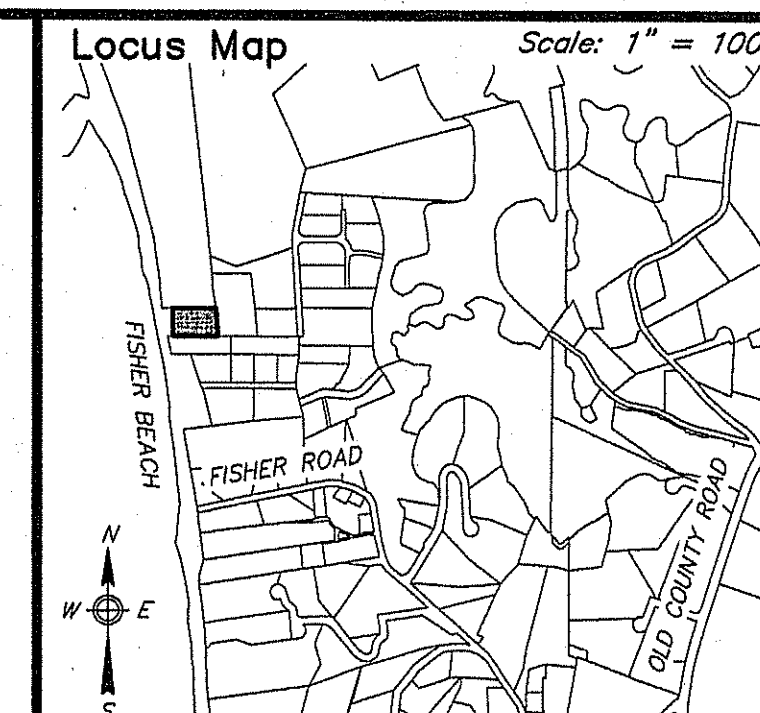 Locus Map
Scale: 1" = 100
FISHER BEACH
FISHER ROAD
OLD COUNTY ROAD
N
W E
S